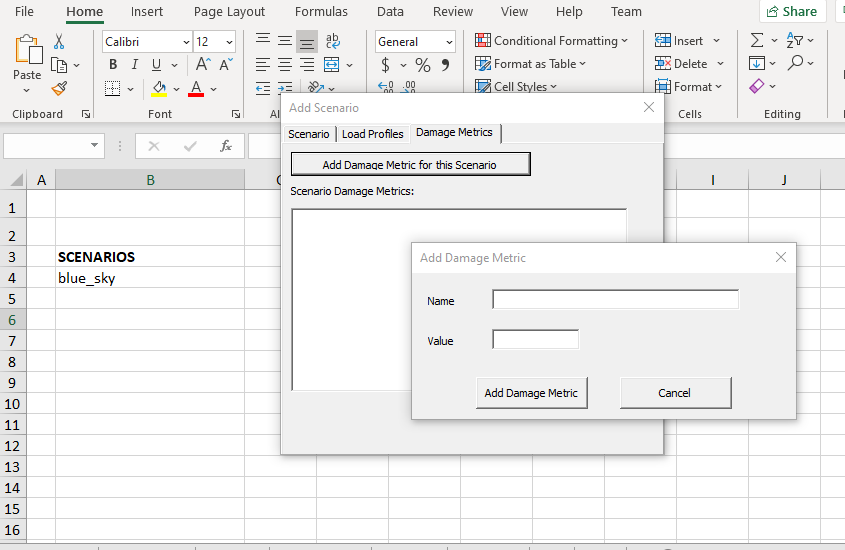 File Home Insert Page Layout Formulas Data Review View Help Team Share
Calibri 12 General Conditional Formatting Insert
Paste B I U Format as Table Delete
Cell Styles Format
Clipboard Font Cells Editing
Add Scenario
Scenario Load Profiles Damage Metrics
fx
Add Damage Metric for this Scenario
A B I J
Scenario Damage Metrics:
1
2
3 SCENARIOS
Add Damage Metric
4 blue_sky
5
Name
6
7
Value
8
9
Add Damage Metric Cancel
10
11
12
13
14
15
16